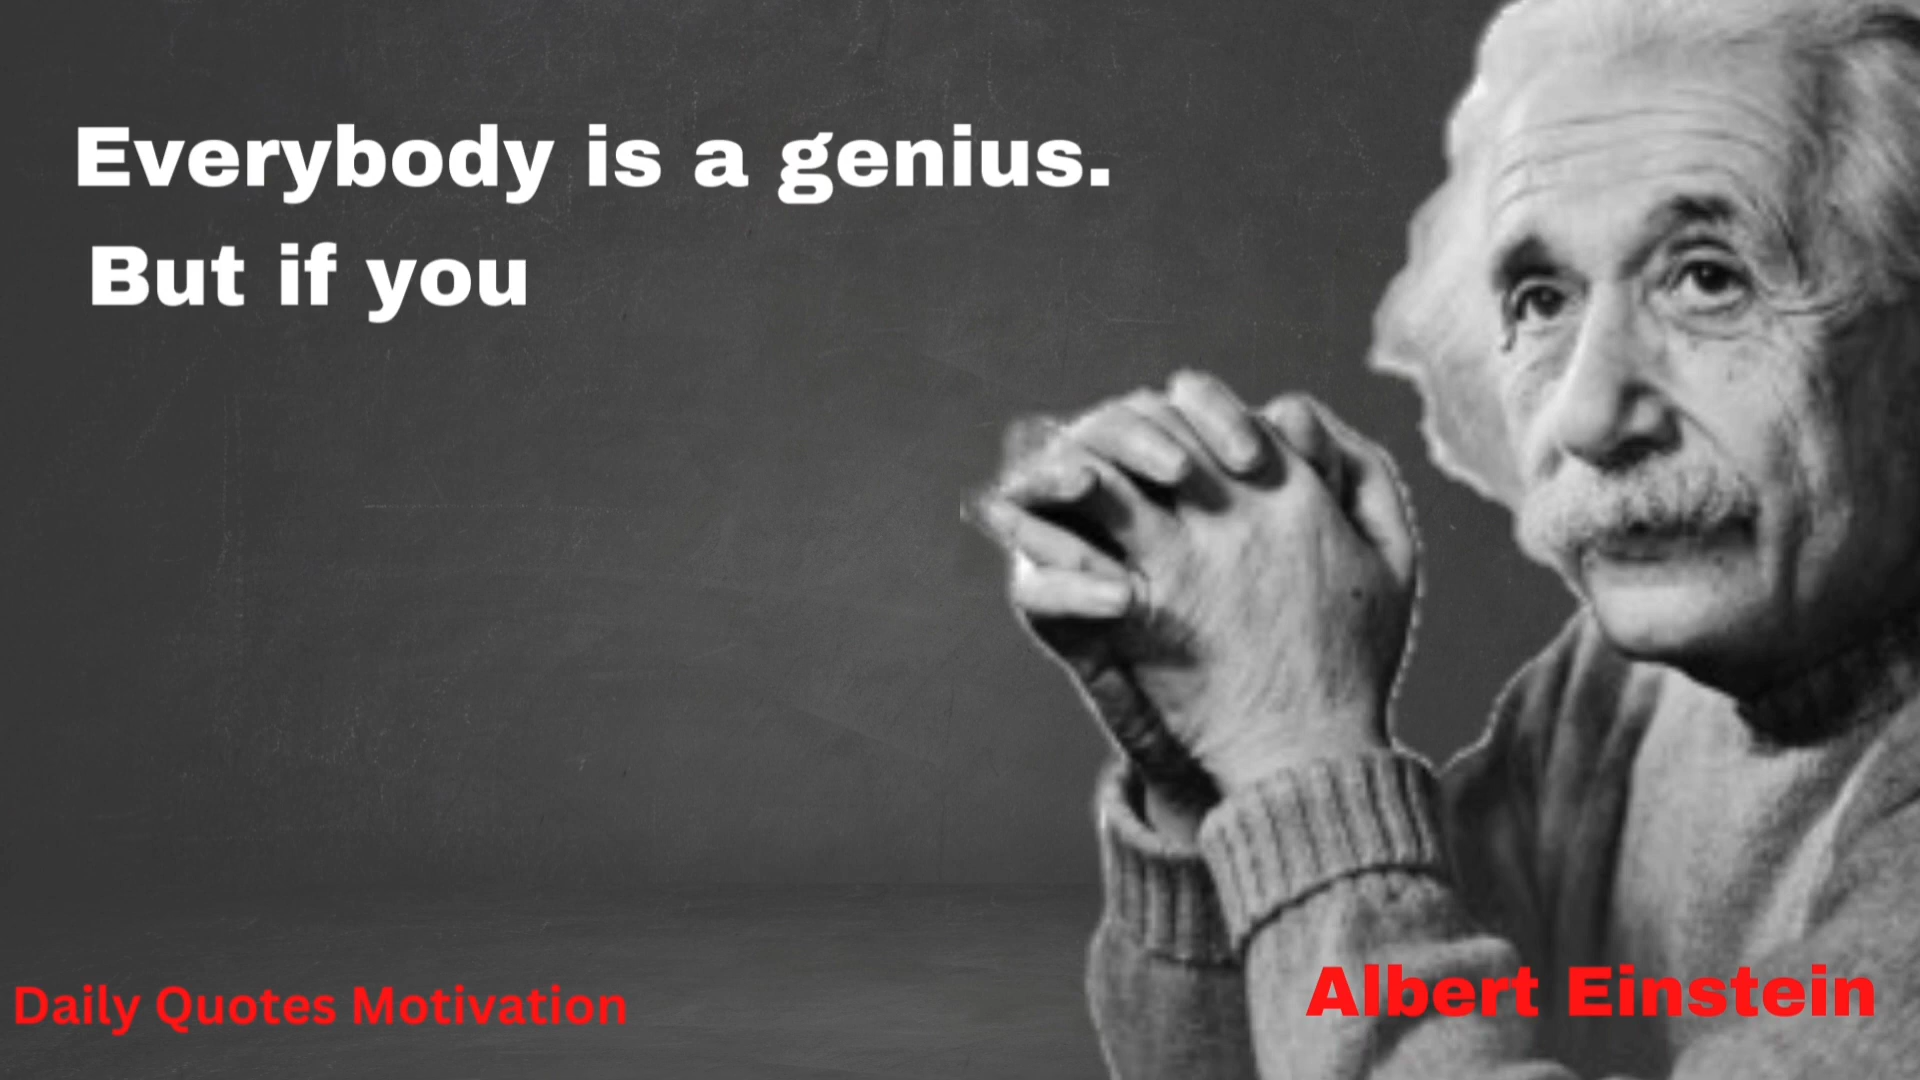 Everybody is a genius.
But if you
Daily Quotes Motivation
Albert Einstein